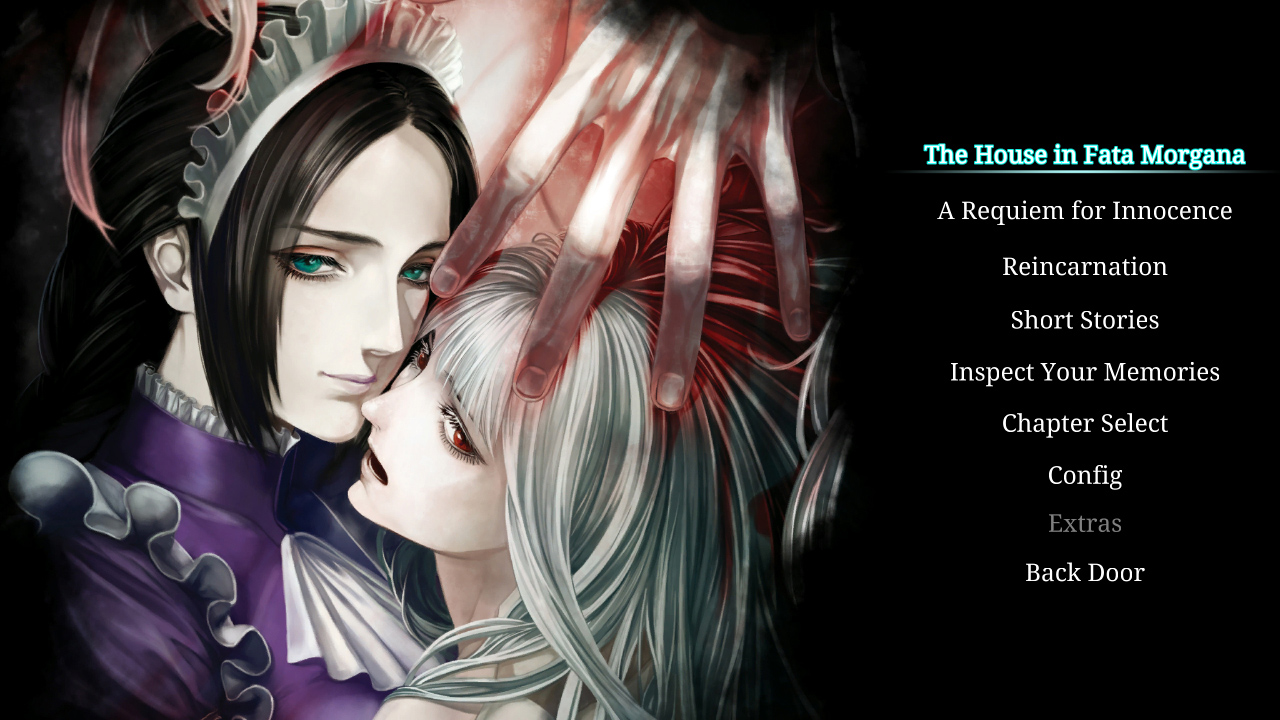 The House in Fata Morgana
A Requiem for Innocence
Reincarnation
Short Stories
Inspect Your Memories
Chapter Select
Config
Extras
Back Door